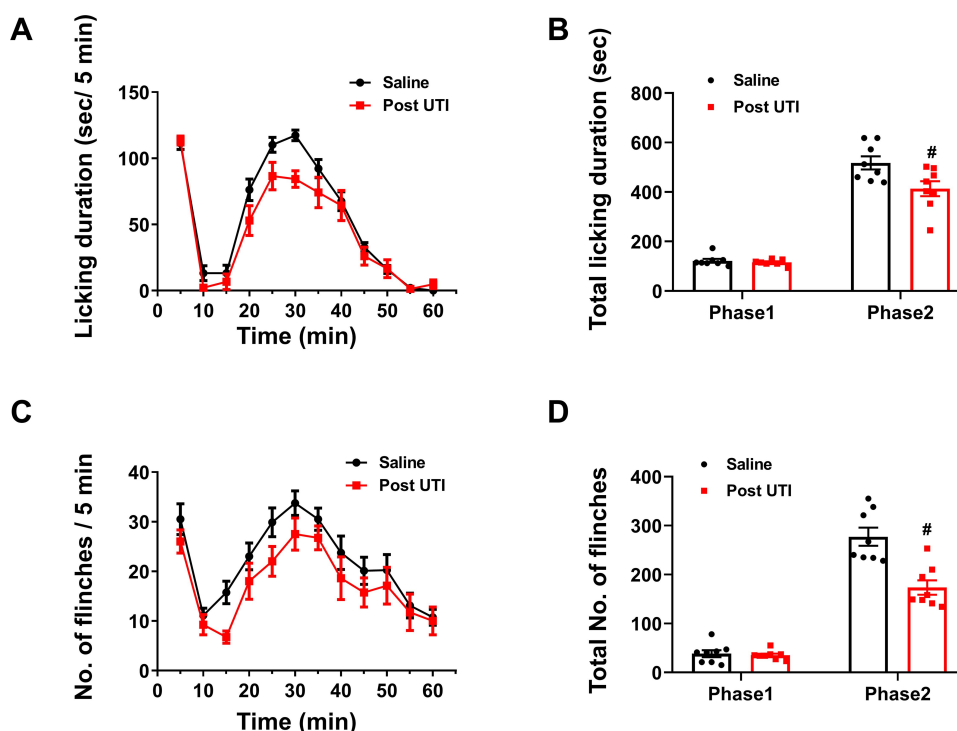 A
Licking duration (sec/ 5 min)
Saline
Post UTI
150
100
50
0
0 10 20 30 40 50 60
Time (min)
B
Total licking duration (sec)
Saline
Post UTI
800
600
400
200
0
#
Phase1 Phase2
C
No. of flinches / 5 min
Saline
Post UTI
40
30
20
10
0
0 10 20 30 40 50 60
Time (min)
D
Total No. of flinches
Saline
Post UTI
400
300
200
100
0
#
Phase1 Phase2